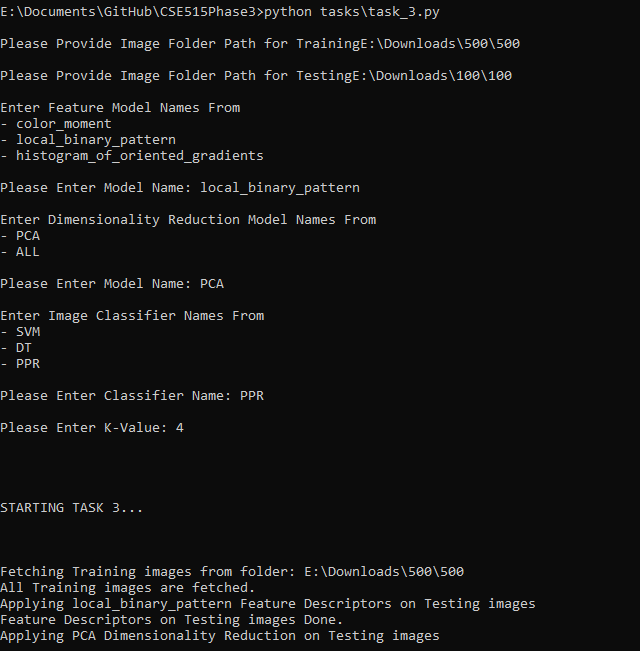 E:\Documents\GitHub\CSE515Phase3>python tasks\task_3.py
Please Provide Image Folder Path for TrainingE:\Downloads\500\500
Please Provide Image Folder Path for TestingE:\Downloads\100\100
Enter Feature Model Names From
- color_moment
- local_binary_pattern
- histogram_of_oriented_gradients
Please Enter Model Name: local_binary_pattern
Enter Dimensionality Reduction Model Names From
- PCA
- ALL
Please Enter Model Name: PCA
Enter Image Classifier Names From
- SVM
- DT
- PPR
Please Enter Classifier Name: PPR
Please Enter K-Value: 4
STARTING TASK 3...
Fetching Training images from folder: E:\Downloads\500\500
All Training images are fetched.
Applying local_binary_pattern Feature Descriptors on Testing images
Feature Descriptors on Testing images Done.
Applying PCA Dimensionality Reduction on Testing images